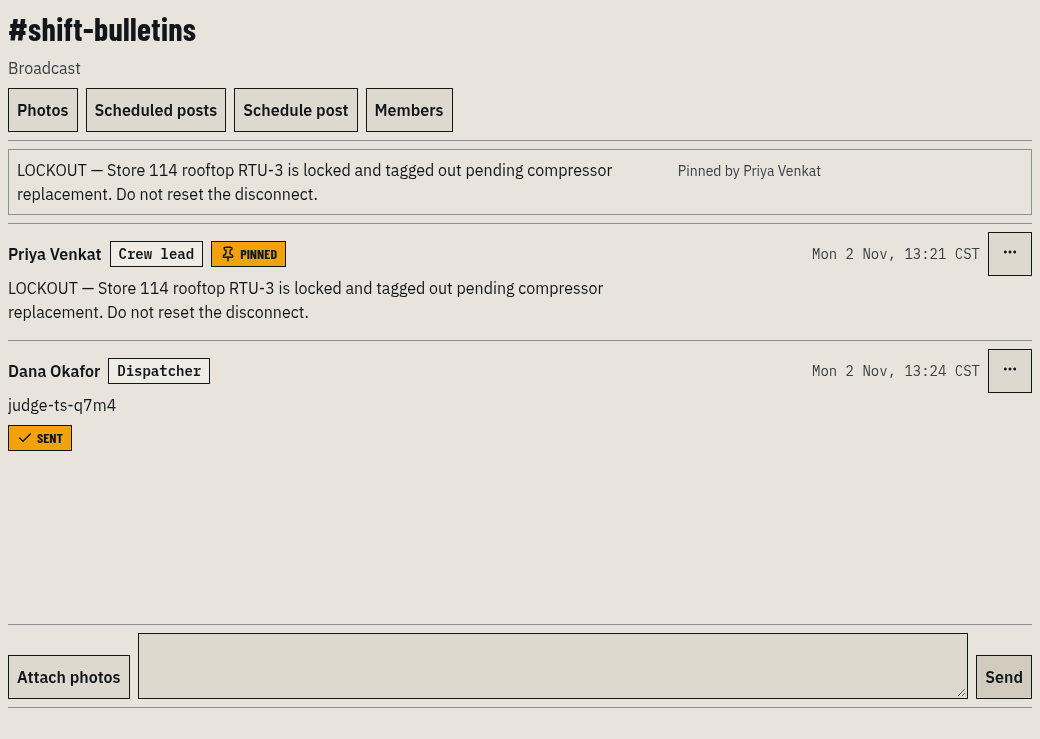 #shift-bulletins
Broadcast
Photos
Scheduled posts
Schedule post
Members
LOCKOUT — Store 114 rooftop RTU-3 is locked and tagged out pending compressor
replacement. Do not reset the disconnect.
Pinned by Priya Venkat
Priya Venkat
Crew lead
PINNED
Mon 2 Nov, 13:21 CST
LOCKOUT — Store 114 rooftop RTU-3 is locked and tagged out pending compressor
replacement. Do not reset the disconnect.
Dana Okafor
Dispatcher
Mon 2 Nov, 13:24 CST
judge-ts-q7m4
SENT
Attach photos
Send